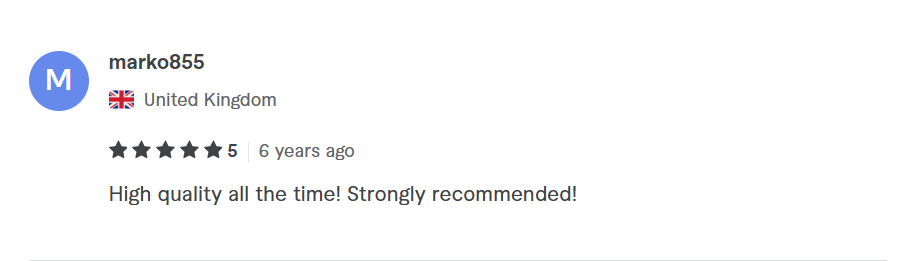 M
marko855
United Kingdom
5 6 years ago
High quality all the time! Strongly recommended!